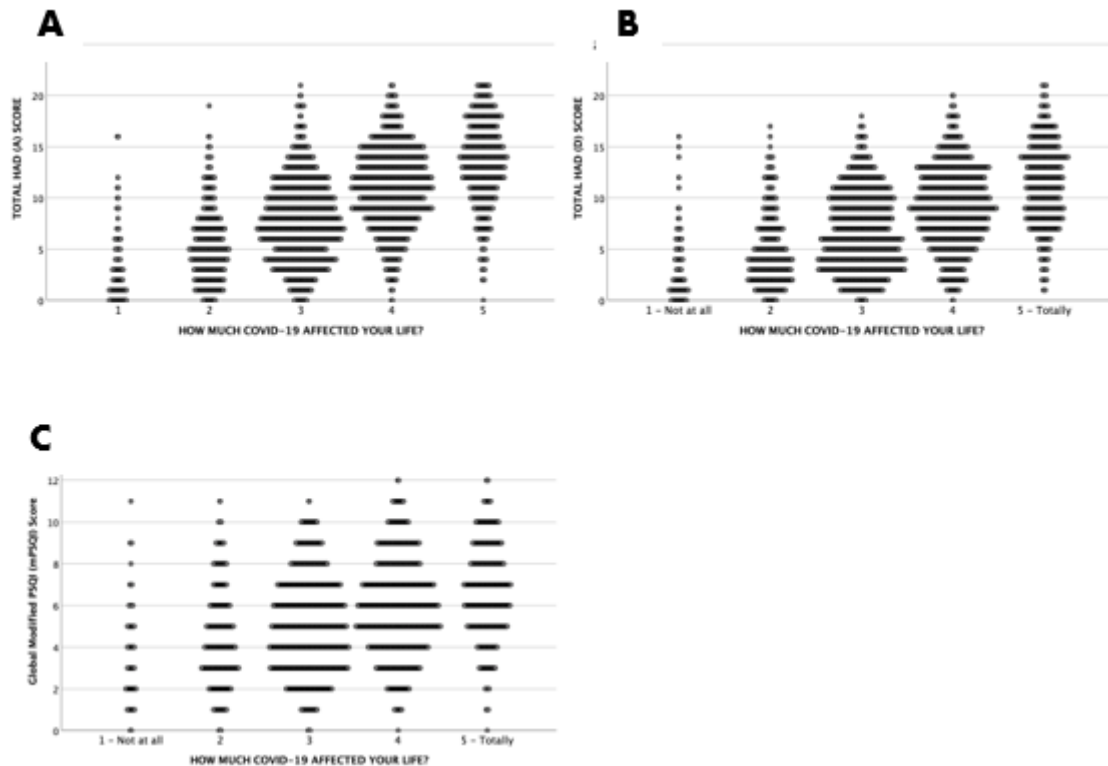 A
TOTAL HAD (A) SCORE
20
15
10
5
0
1 2 3 4 5
HOW MUCH COVID-19 AFFECTED YOUR LIFE?
B
TOTAL HAD (D) SCORE
20
15
10
5
0
1 - Not at all 2 3 4 5 - Totally
HOW MUCH COVID-19 AFFECTED YOUR LIFE?
C
Global Modified PSQI (mPSQI) Score
12
10
8
6
4
2
0
1 - Not at all 2 3 4 5 - Totally
HOW MUCH COVID-19 AFFECTED YOUR LIFE?